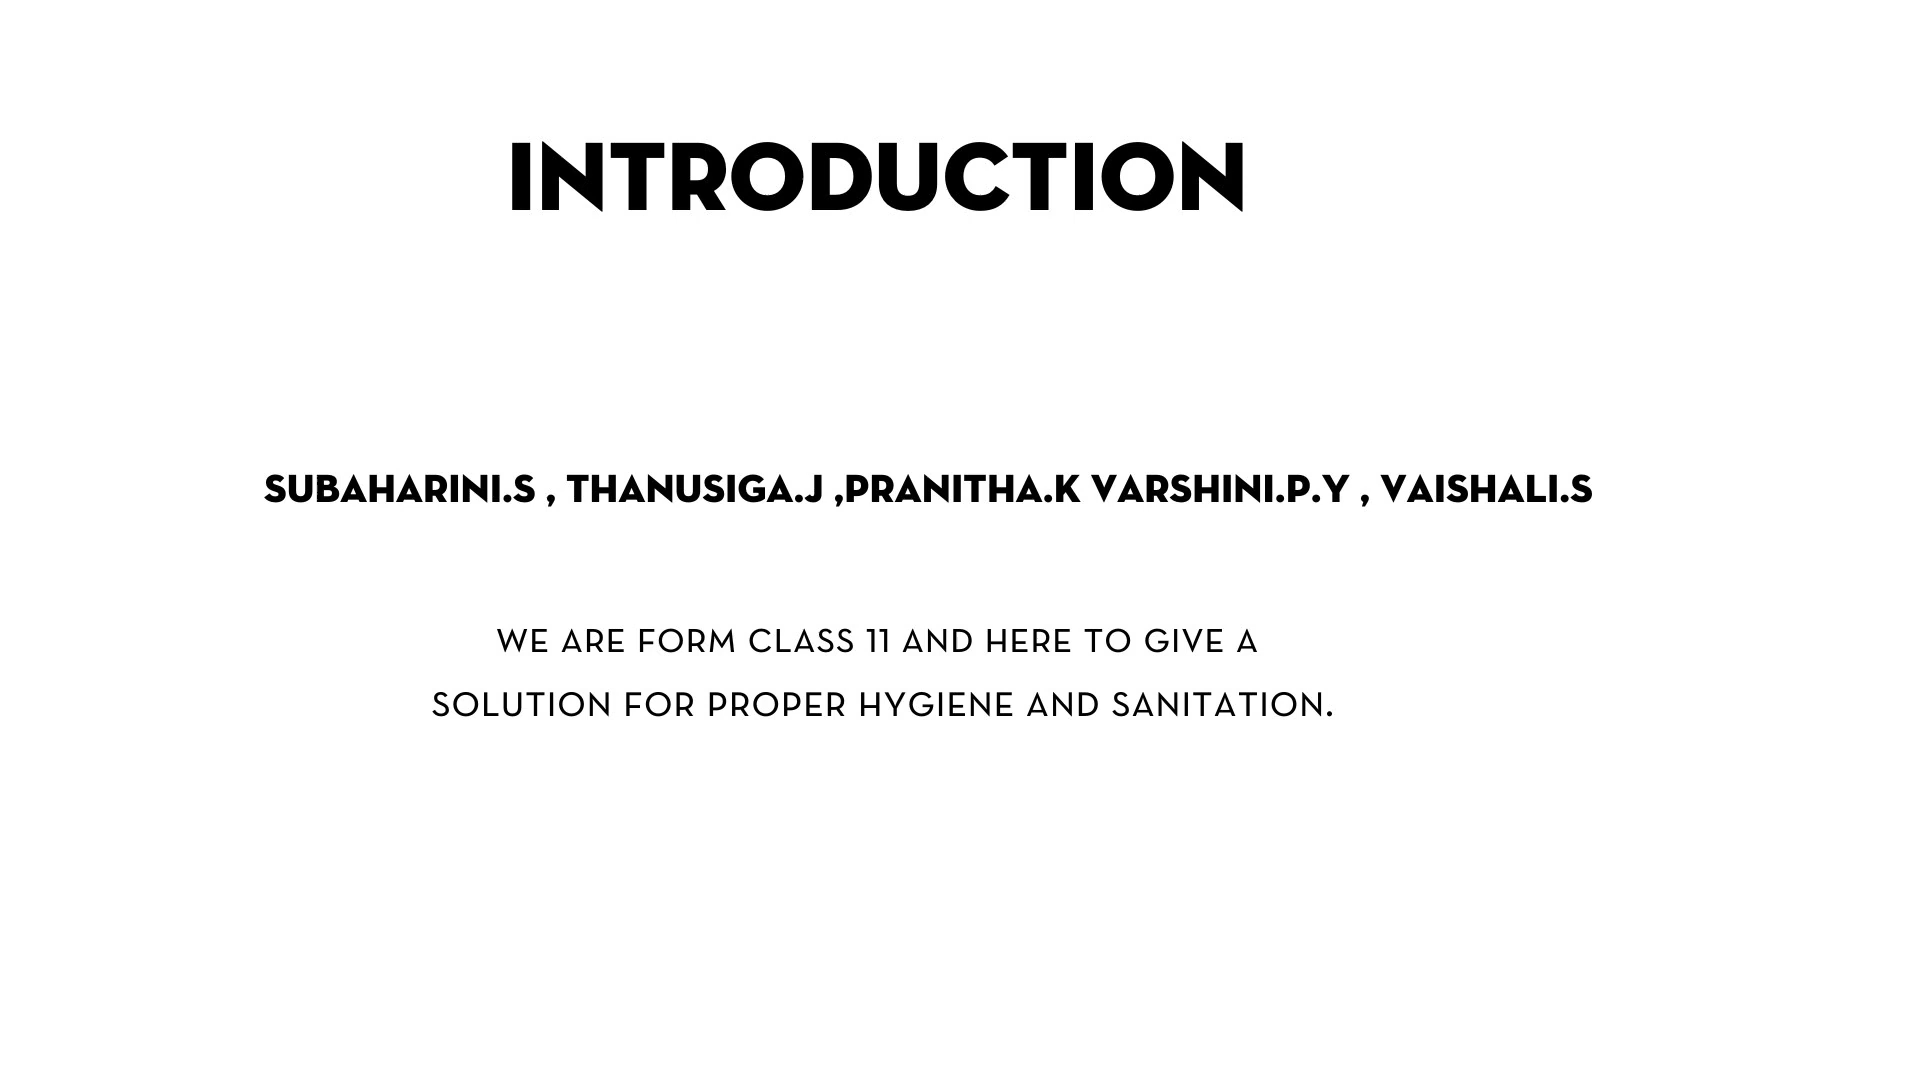 INTRODUCTION
SUBAHARINI.S , THANUSIGA.J ,PRANITHA.K VARSHINI.P.Y , VAISHALI.S
WE ARE FORM CLASS 11 AND HERE TO GIVE A
SOLUTION FOR PROPER HYGIENE AND SANITATION.